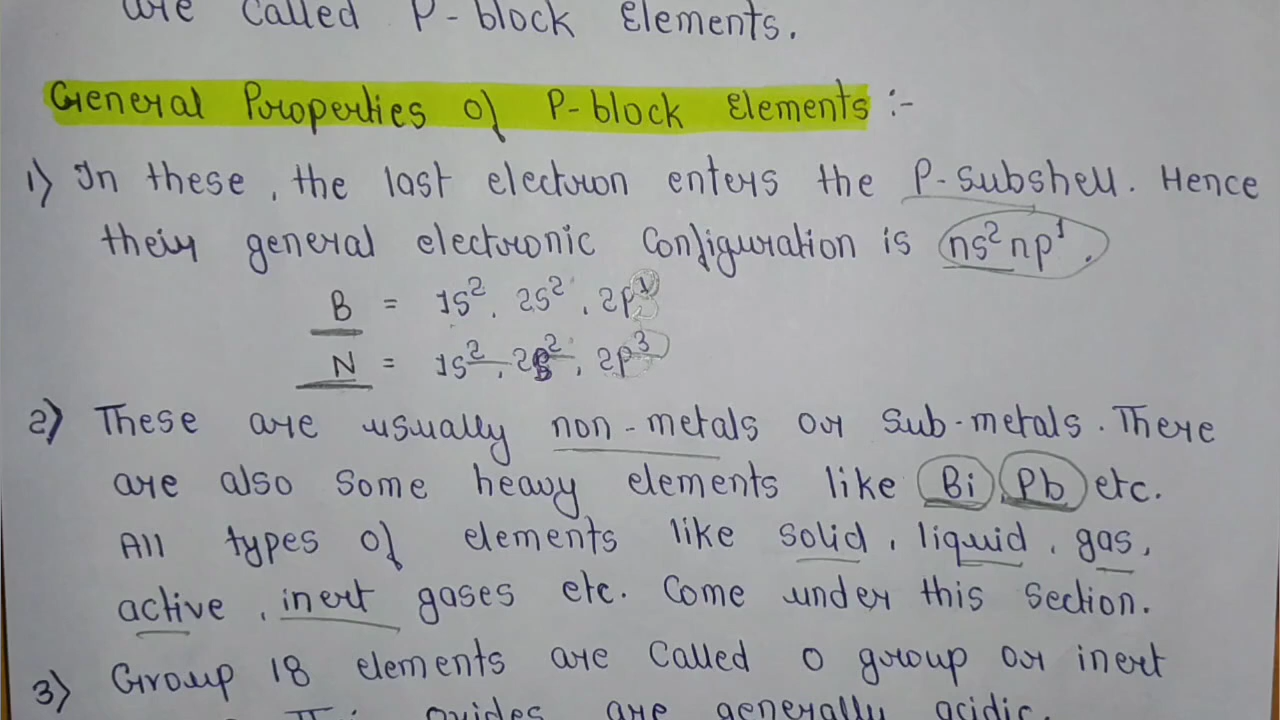 are called P-block Elements.
General Properties of P-block Elements :-
1) In these, the last electron enters the P-subshell. Hence
their general electronic configuration is ns² np¹.
B = 1s², 2s², 2p¹
N = 1s², 2s², 2p³
2) These are usually non-metals or sub-metals. There
are also some heavy elements like Bi, Pb etc.
All types of elements like solid, liquid, gas,
active, inert gases etc. Come under this section.
3) Group 18 elements are called 0 group or inert
oxides are generally acidic.